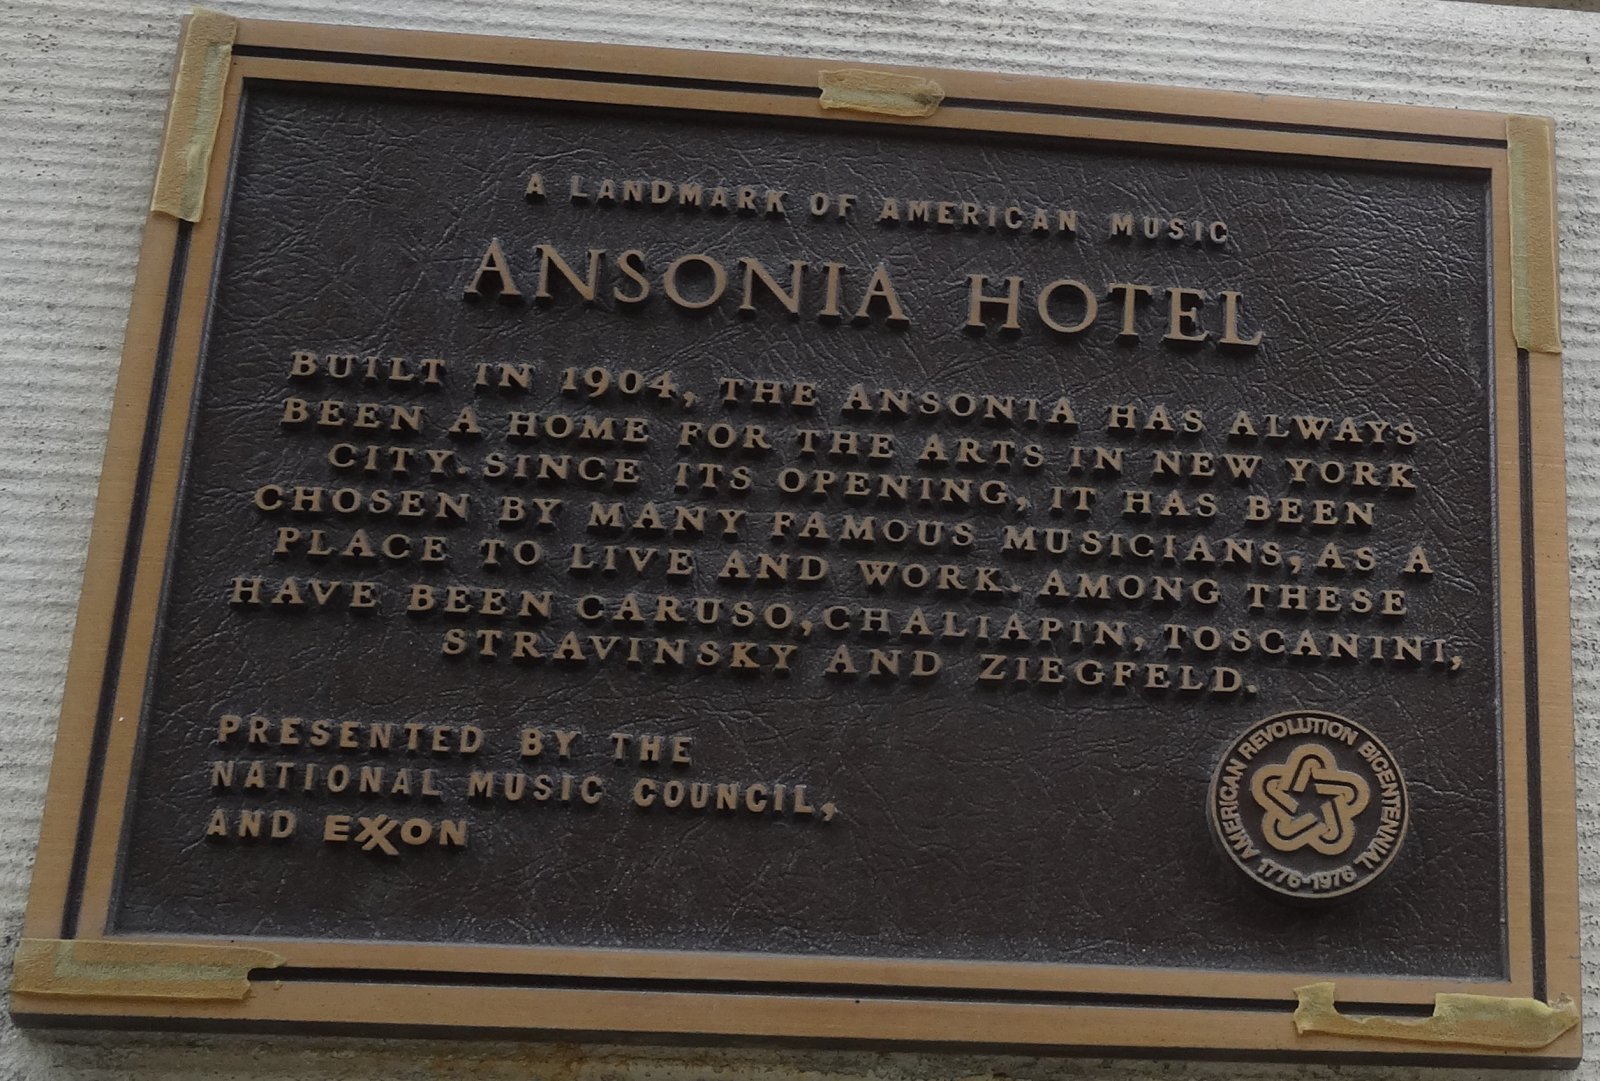 A LANDMARK OF AMERICAN MUSIC
ANSONIA HOTEL
BUILT IN 1904, THE ANSONIA HAS ALWAYS
BEEN A HOME FOR THE ARTS IN NEW YORK
CITY. SINCE ITS OPENING, IT HAS BEEN
CHOSEN BY MANY FAMOUS MUSICIANS, AS A
PLACE TO LIVE AND WORK. AMONG THESE
HAVE BEEN CARUSO, CHALIAPIN, TOSCANINI,
STRAVINSKY AND ZIEGFELD.
PRESENTED BY THE
NATIONAL MUSIC COUNCIL,
AND EXXON
AMERICAN REVOLUTION BICENTENNIAL
1776-1976